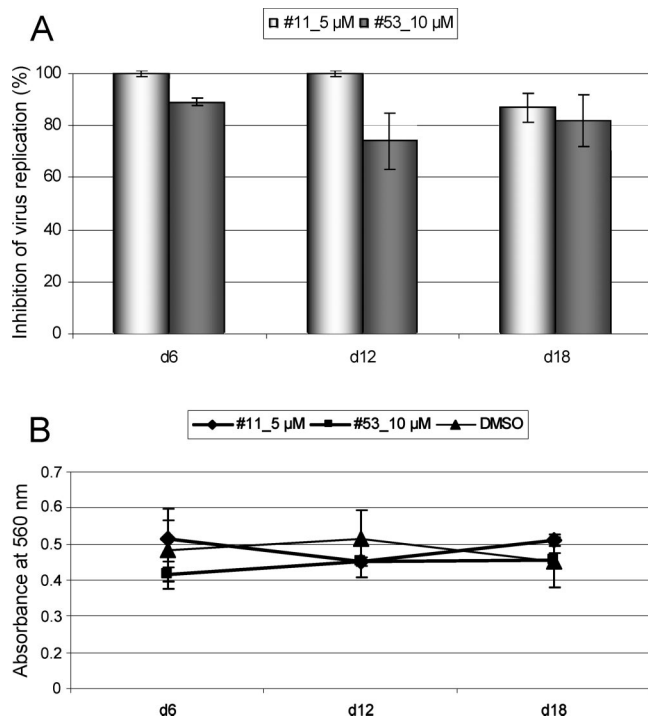 A
#11_5 µM #53_10 µM
Inhibition of virus replication (%)
100
80
60
40
20
0
d6 d12 d18
B
#11_5 µM #53_10 µM DMSO
Absorbance at 560 nm
0.7
0.6
0.5
0.4
0.3
0.2
0
d6 d12 d18